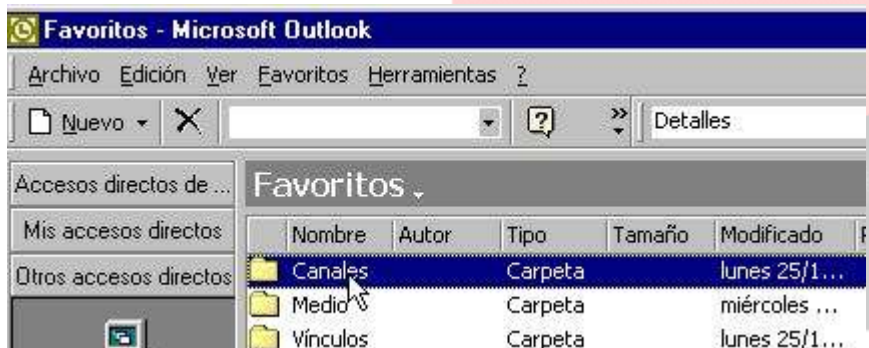 Favoritos - Microsoft Outlook
Archivo Edición Ver Favoritos Herramientas ?
Nuevo Detalles
Accesos directos de ... Favoritos
Mis accesos directos Nombre Autor Tipo Tamaño Modificado
Otros accesos directos Canales Carpeta lunes 25/1...
Medio Carpeta miércoles ...
Vínculos Carpeta lunes 25/1...